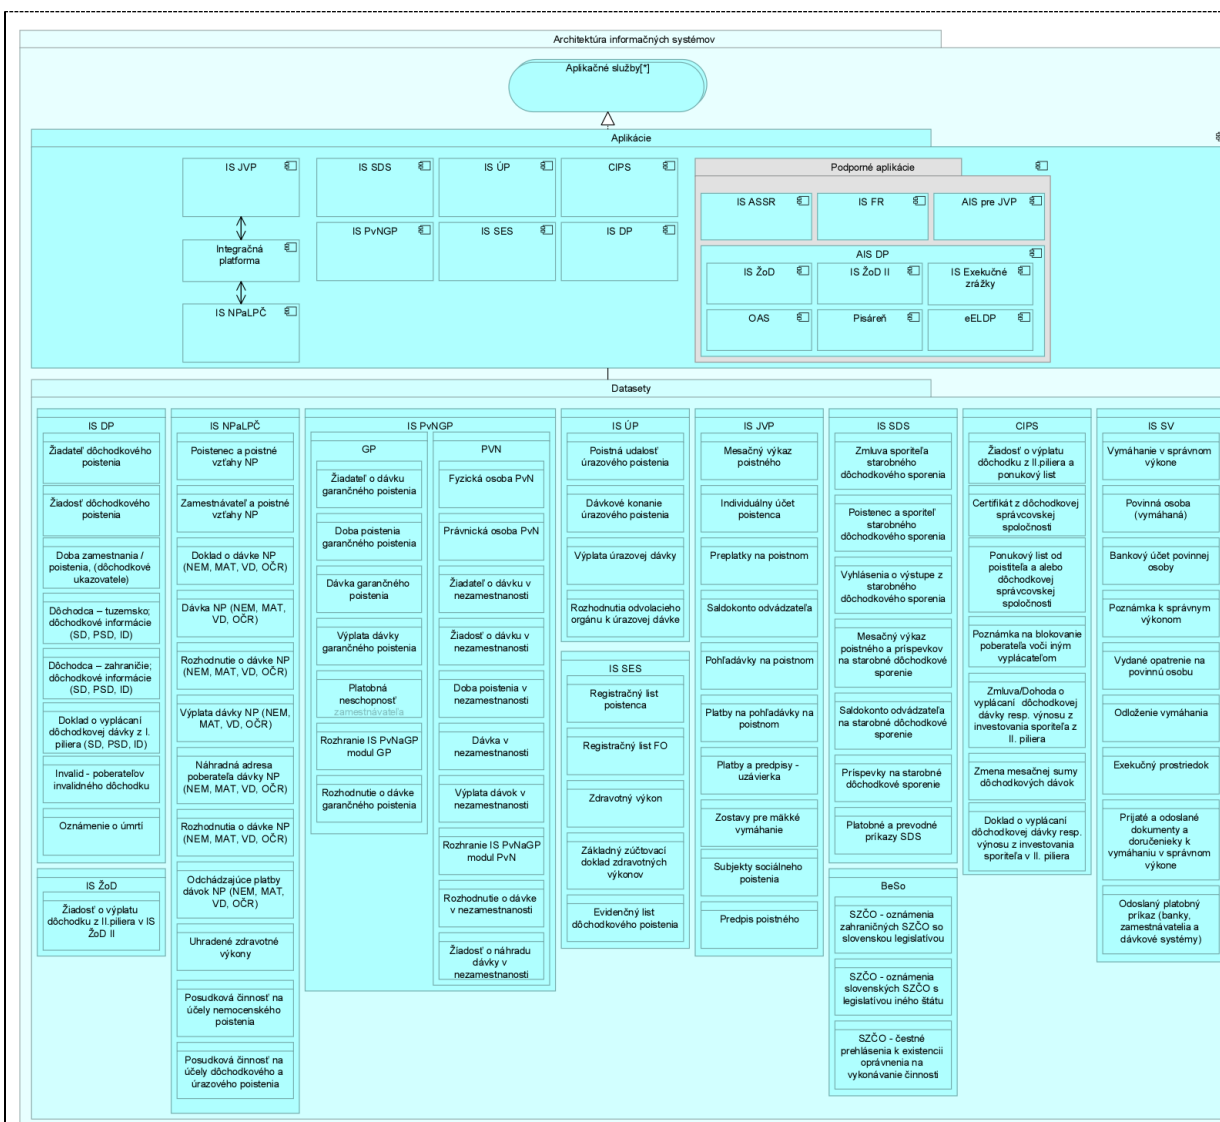 Architektúra informačných systémov
Aplikačné služby[*]
Aplikácie
IS JVP
IS SDS
IS ÚP
CIPS
Podporné aplikácie
IS ASSR
IS FR
AIS pre JVP
Integračná
platforma
IS PvNGP
IS SES
IS DP
AIS DP
IS ŽoD
IS ŽoD II
IS Exekučné
zrážky
IS NPaLPČ
OAS
Pisáreň
eELDP
Datasety
IS DP
Žiadateľ dôchodkového
poistenia
Žiadosť dôchodkového
poistenia
Doba zamestnania /
poistenia, (dôchodkové
ukazovatele)
Dôchodca – tuzemsko;
dôchodkové informácie
(SD, PSD, ID)
Dôchodca – zahraničie;
dôchodkové informácie
(SD, PSD, ID)
Doklad o vyplácaní
dôchodkovej dávky z I.
piliera (SD, PSD, ID)
Invalid - poberateľov
invalidného dôchodku
Oznámenie o úmrtí
IS ŽoD
Žiadosť o výplatu
dôchodku z II.piliera v IS
ŽoD II
IS NPaLPČ
Poistenec a poistné
vzťahy NP
Zamestnávateľ a poistné
vzťahy NP
Doklad o dávke NP
(NEM, MAT, VD, OČR)
Dávka NP (NEM, MAT,
VD, OČR)
Rozhodnutie o dávke NP
(NEM, MAT, VD, OČR)
Výplata dávky NP (NEM,
MAT, VD, OČR)
Náhradná adresa
poberateľa dávky NP
(NEM, MAT, VD, OČR)
Rozhodnutia o dávke NP
(NEM, MAT, VD, OČR)
Odchádzajúce platby
dávok NP (NEM, MAT,
VD, OČR)
Uhradené zdravotné
výkony
Posudková činnosť na
účely nemocenského
poistenia
Posudková činnosť na
účely dôchodkového a
úrazového poistenia
IS PvNGP
GP
Žiadateľ o dávku
garančného poistenia
Doba poistenia
garančného poistenia
Dávka garančného
poistenia
Výplata dávky
garančného poistenia
Platobná
neschopnosť
zamestnávateľa
Rozhranie IS PvNaGP
modul GP
Rozhodnutie o dávke
garančného poistenia
PVN
Fyzická osoba PvN
Právnická osoba PvN
Žiadateľ o dávku v
nezamestnanosti
Žiadosť o dávku v
nezamestnanosti
Doba poistenia v
nezamestnanosti
Dávka v
nezamestnanosti
Výplata dávok v
nezamestnanosti
Rozhranie IS PvNaGP
modul PvN
Rozhodnutie o dávke
v nezamestnanosti
Žiadosť o náhradu
dávky v
nezamestnanosti
IS ÚP
Poistná udalosť
úrazového poistenia
Dávkové konanie
úrazového poistenia
Výplata úrazovej dávky
Rozhodnutia odvolacieho
orgánu k úrazovej dávke
IS SES
Registračný list
poistenca
Registračný list FO
Zdravotný výkon
Základný zúčtovací
doklad zdravotných
výkonov
Evidenčný list
dôchodkového poistenia
IS JVP
Mesačný výkaz
poistného
Individuálny účet
poistenca
Preplatky na poistnom
Saldokonto odvádzateľa
Pohľadávky na poistnom
Platby na pohľadávky na
poistnom
Platby a predpisy -
uzávierka
Zostavy pre mäkké
vymáhanie
Subjekty sociálneho
poistenia
Predpis poistného
IS SDS
Zmluva sporiteľa
starobného
dôchodkového sporenia
Poistenec a sporiteľ
starobného
dôchodkového sporenia
Vyhlásenia o výstupe z
starobného
dôchodkového sporenia
Mesačný výkaz
poistného a príspevkov
na starobné dôchodkové
sporenie
Saldokonto odvádzateľa
na starobné dôchodkové
sporenie
Príspevky na starobné
dôchodkové sporenie
Platobné a prevodné
príkazy SDS
BeSo
SZČO - oznámenia
zahraničných SZČO so
slovenskou legislatívou
SZČO - oznámenia
slovenských SZČO s
legislatívou iného štátu
SZČO - čestné
prehlásenia k existencii
oprávnenia na
vykonávanie činnosti
CIPS
Žiadosť o výplatu
dôchodku z II.piliera a
ponukový list
Certifikát z dôchodkovej
správcovskej
spoločnosti
Ponukový list od
poistiteľa a alebo
dôchodkovej
správcovskej
spoločnosti
Poznámka na blokovanie
poberateľa voči iným
vyplácateľom
Zmluva/Dohoda o
vyplácaní dôchodkovej
dávky resp. výnosu z
investovania sporiteľa z
II. piliera
Zmena mesačnej sumy
dôchodkových dávok
Doklad o vyplácaní
dôchodkovej dávky resp.
výnosu z investovania
sporiteľa v II. piliera
IS SV
Vymáhanie v správnom
výkone
Povinná osoba
(vymáhaná)
Bankový účet povinnej
osoby
Poznámka k správnym
výkonom
Vydané opatrenie na
povinnú osobu
Odloženie vymáhania
Exekučný prostriedok
Prijaté a odoslané
dokumenty a
doručenieky k
vymáhaniu v správnom
výkone
Odoslaný platobný
príkaz (banky,
zamestnávatelia a
dávkové systémy)